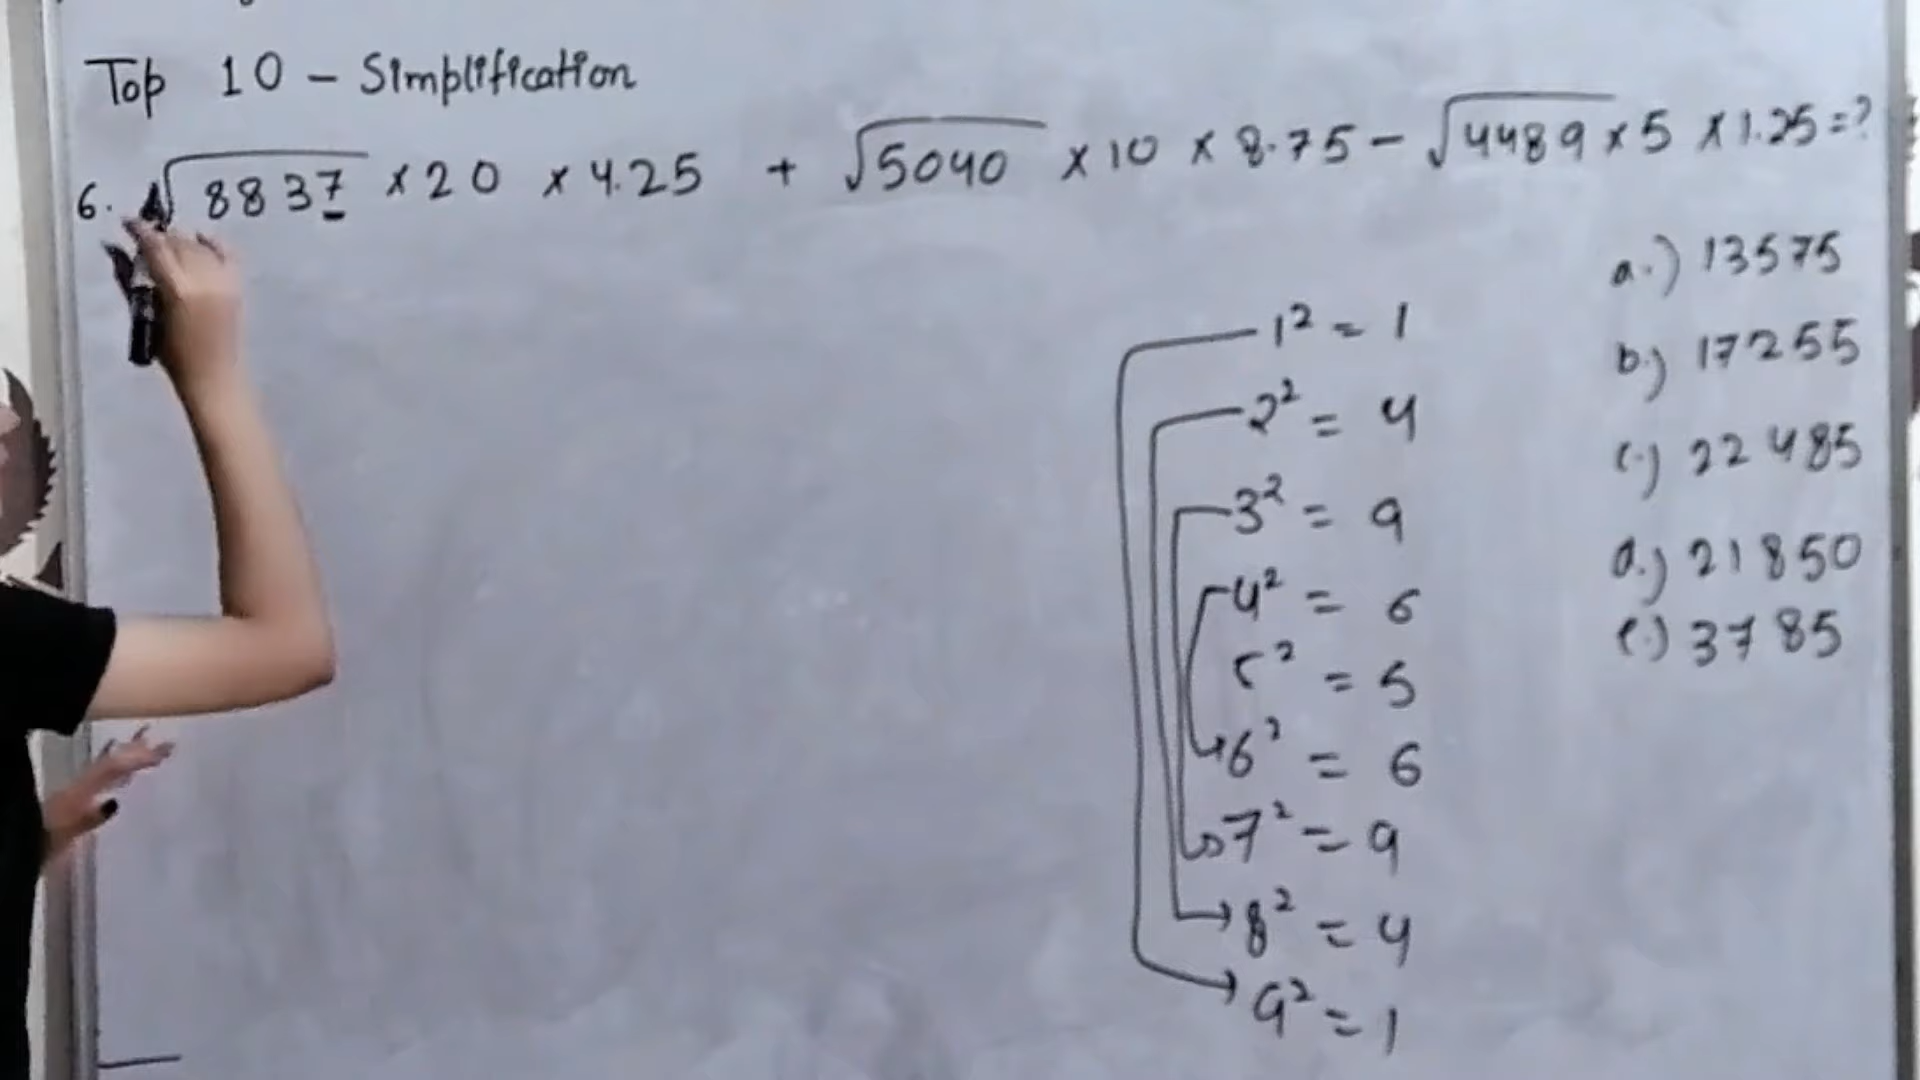 Top 10 - Simplification
6. √8837 × 20 × 4.25 + √5040 × 10 × 8.75 - √4489 × 5 × 1.25 = ?
a.) 13575
b.) 17255
c.) 22485
d.) 21850
e.) 3785
1² = 1
2² = 4
3² = 9
4² = 6
5² = 5
6² = 6
7² = 9
8² = 4
9² = 1